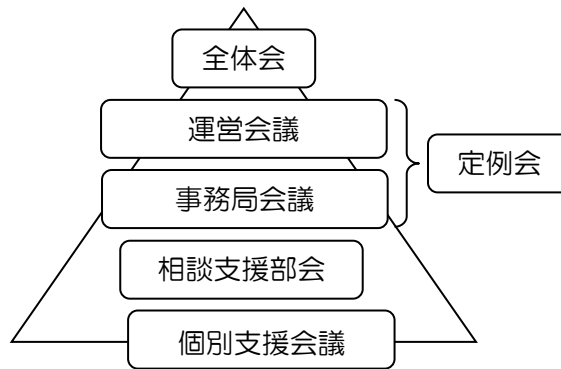 全体会
運営会議
定例会
事務局会議
相談支援部会
個別支援会議